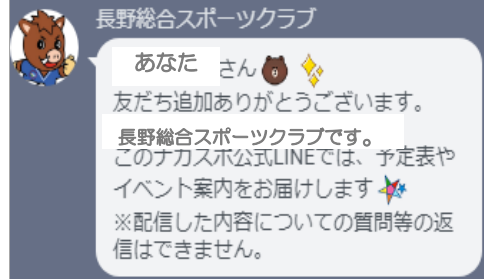 長野総合スポーツクラブ
あなた さん
友だち追加ありがとうございます。
長野総合スポーツクラブです。
このナガスポ公式LINEでは、予定表や
イベント案内をお届けします
※配信した内容についての質問等の返
信はできません。